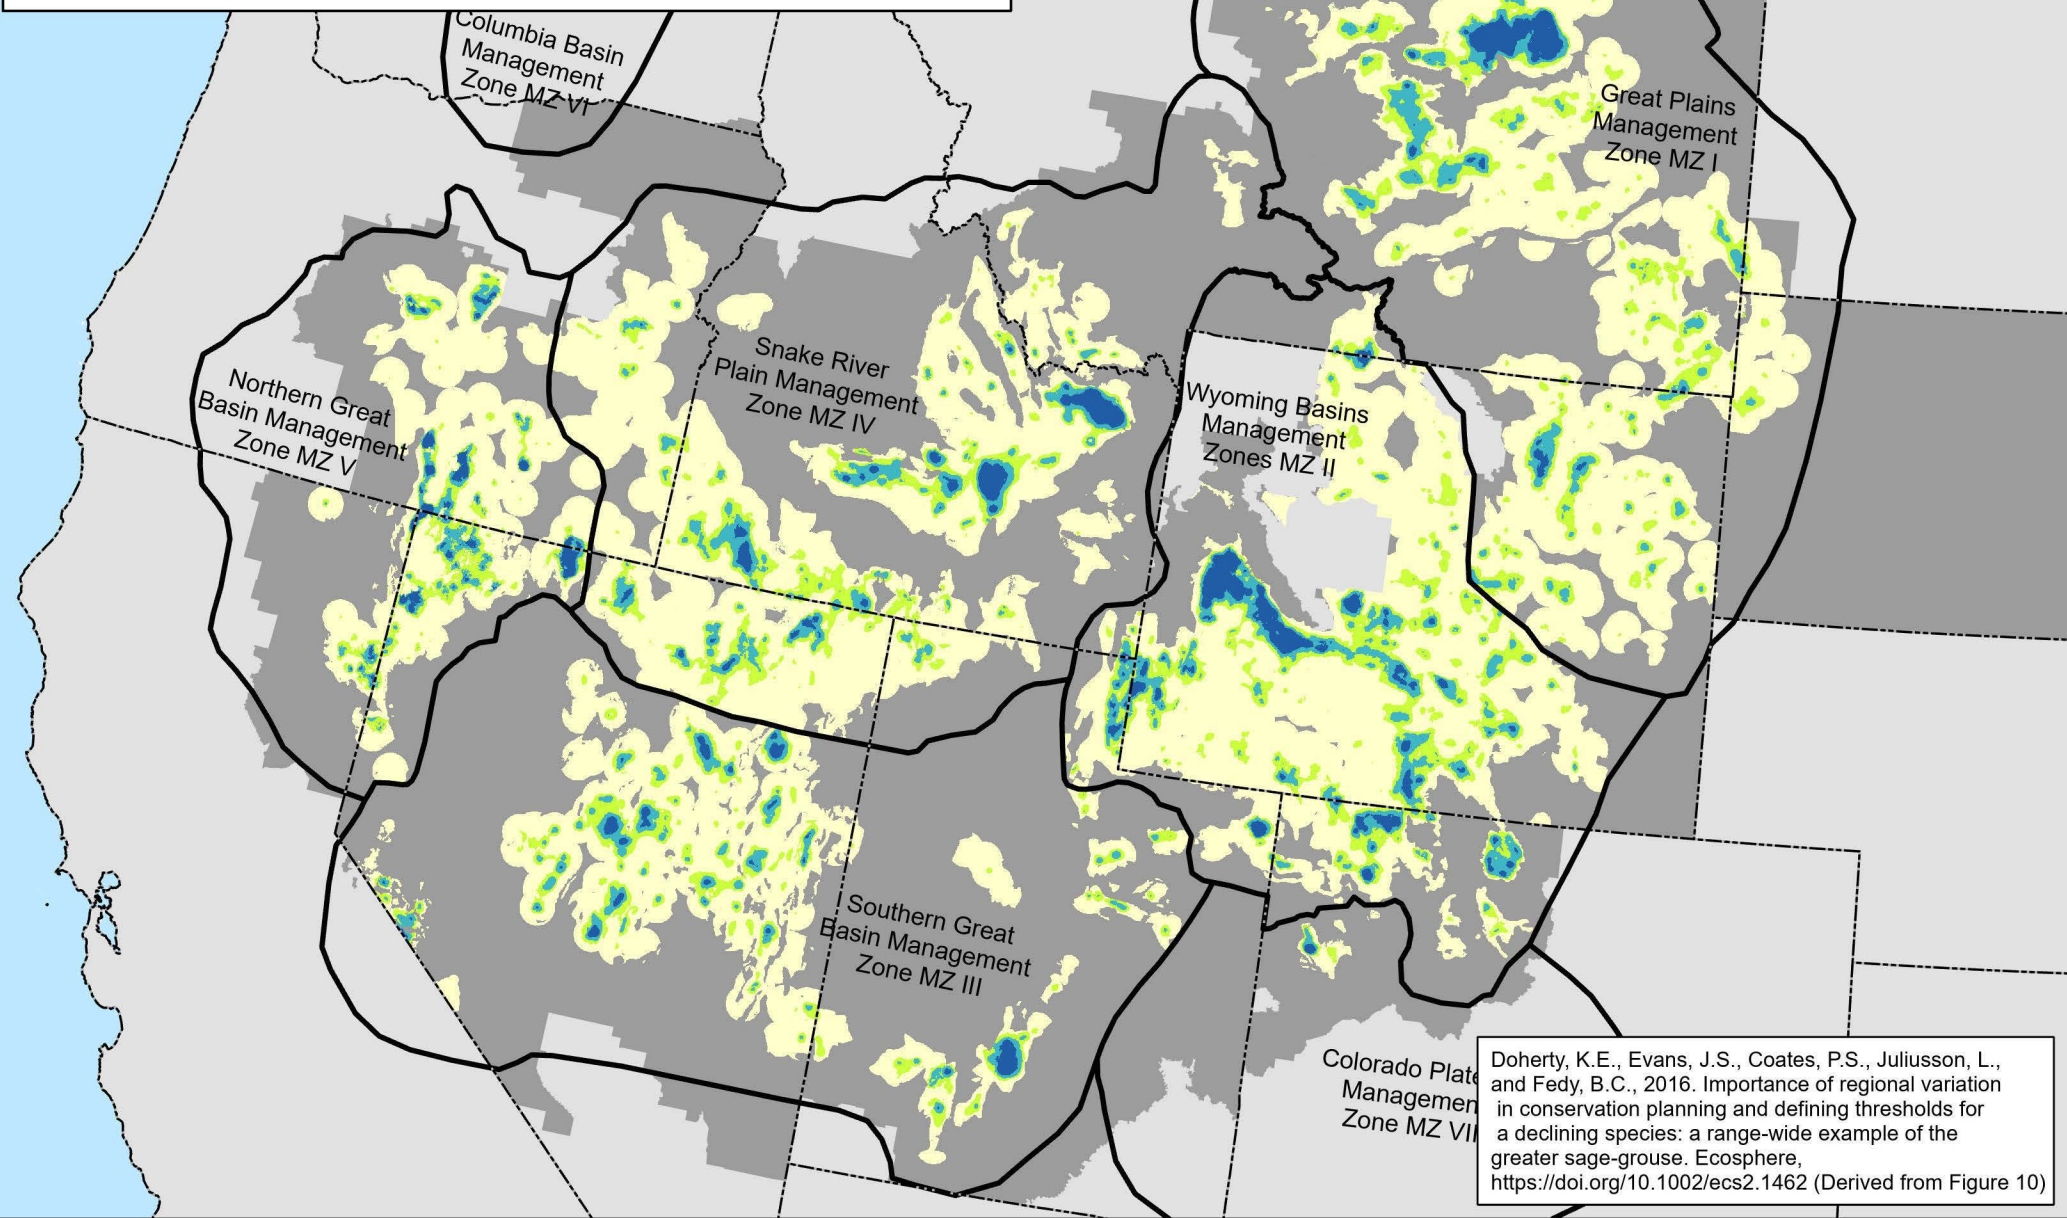 Columbia Basin
Management
Zone MZ VI
Great Plains
Management
Zone MZ I
Snake River
Plain Management
Zone MZ IV
Northern Great
Basin Management
Zone MZ V
Wyoming Basins
Management
Zones MZ II
Southern Great
Basin Management
Zone MZ III
Colorado Plate
Managemen
Zone MZ VII
Doherty, K.E., Evans, J.S., Coates, P.S., Juliusson, L.,
and Fedy, B.C., 2016. Importance of regional variation
in conservation planning and defining thresholds for
a declining species: a range-wide example of the
greater sage-grouse. Ecosphere,
https://doi.org/10.1002/ecs2.1462 (Derived from Figure 10)